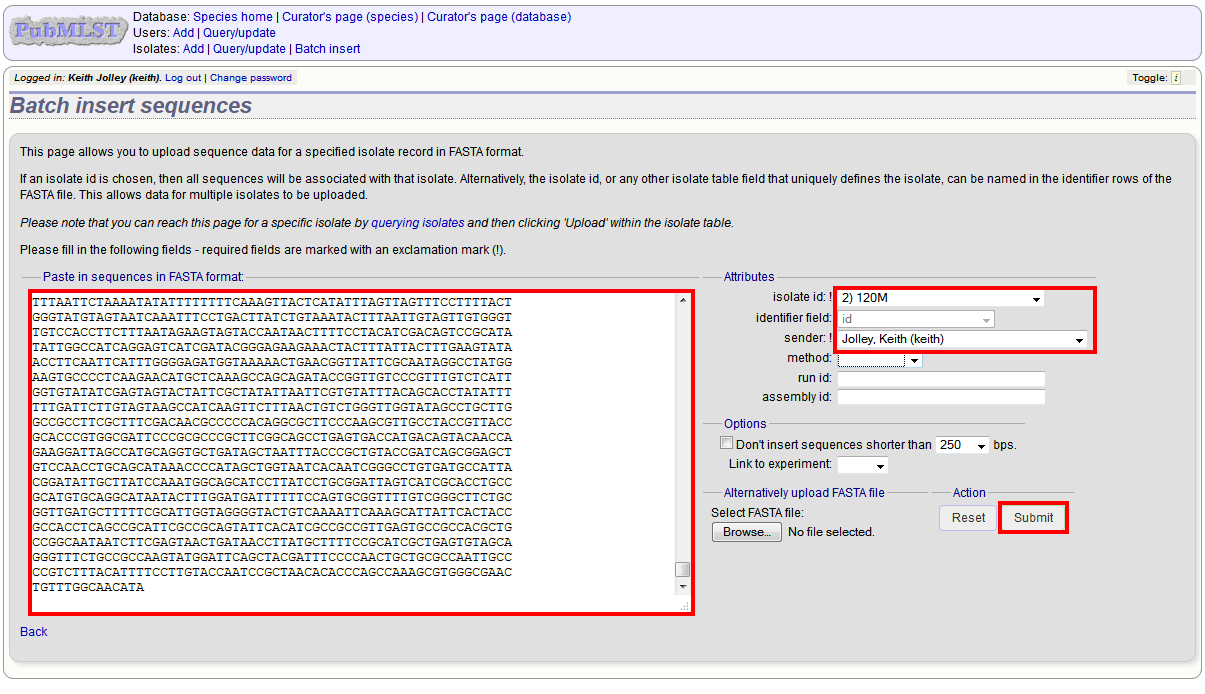 PubMLST
Database: Species home | Curator's page (species) | Curator's page (database)
Users: Add | Query/update
Isolates: Add | Query/update | Batch insert
Logged in: Keith Jolley (keith). Log out | Change password
Toggle: i
Batch insert sequences
This page allows you to upload sequence data for a specified isolate record in FASTA format.
If an isolate id is chosen, then all sequences will be associated with that isolate. Alternatively, the isolate id, or any other isolate table field that uniquely defines the isolate, can be named in the identifier rows of the
FASTA file. This allows data for multiple isolates to be uploaded.
Please note that you can reach this page for a specific isolate by querying isolates and then clicking 'Upload' within the isolate table.
Please fill in the following fields - required fields are marked with an exclamation mark (!).
Paste in sequences in FASTA format:
TTTAATTCTAAAATATATTTTTTTTCAAAGTTACTCATATTTAGTTAGTTTCCTTTTACT
GGGTATGTAGTAATCAAATTTCCTGACTTATCTGTAAATACTTTAATTGTAGTTGTGGGT
TGTCCACCTTCTTTAATAGAAGTAGTACCAATAACTTTTCCTACATCGACAGTCCGCATA
TATTGGCCATCAGGAGTCATCGATACGGGAGAAGAAACTACTTTATTACTTTGAAGTATA
ACCTTCAATTCATTTGGGGAGATGGTAAAAACTGAACGGTTATTCGCAATAGGCCTATGG
AAGTGCCCCTCAAGAACATGCTCAAAGCCAGCAGATACCGGTTGTCCCGTTTGTCTCATT
GGTGTATATCGAGTAGTACTATTCGCTATATTAATTCGTGTATTTACAGCACCTATATTT
TTTGATTCTTGTAGTAAGCCATCAAGTTCTTTAACTGTCTGGGTTGGTATAGCCTGCTTG
GCCGCCTTCGCTTTCGACAACGCCCCCACAGGCGCTTCCCAAGCGTTGCCTACCGTTACC
GCACCCGTGGCGATTCCCGCGCCCGCTTCGGCAGCCTGAGTGACCATGACAGTACAACCA
GAAGGATTAGCCATGCAGGTGCTGATAGCTAATTTACCCGCTGTACCGATCAGCGGAGCT
GTCCAACCTGCAGCATAAACCCCATAGCTGGTAATCACAATCGGGCCTGTGATGCCATTA
CGGATATTGCTTATCCAAATGGCAGCATCCTTATCCTGCGGATTAGTCATCGCACCTGCC
GCATGTGCAGGCATAATACTTTGGATGATTTTTTCCAGTGCGGTTTTGTCGGGCTTCTGC
GGTTGATGCTTTTTCGCATTGGTAGGGGTACTGTCAAAATTCAAAGCATTATTCACTACC
GCCACCTCAGCCGCATTCGCCGCAGTATTCACATCGCCGCCGTTGAGTGCCGCCACGCTG
CCGGCAATAATCTTCGAGTAACTGATAACCTTATGCTTTTCCGCATCGCTGAGTGTAGCA
GGGTTTCTGCCGCCAAGTATGGATTCAGCTACGATTTCCCCAACTGCTGCGCCAATTGCC
CCGTCTTTACATTTTCCTTGTACCAATCCGCTAACACACCCAGCCAAAGCGTGGGCGAAC
TGTTTGGCAACATA
Attributes
isolate id: ! 2) 120M
identifier field: id
sender: ! Jolley, Keith (keith)
method:
run id:
assembly id:
Options
Don't insert sequences shorter than 250 bps.
Link to experiment:
Alternatively upload FASTA file
Select FASTA file:
Browse... No file selected.
Action
Reset Submit
Back